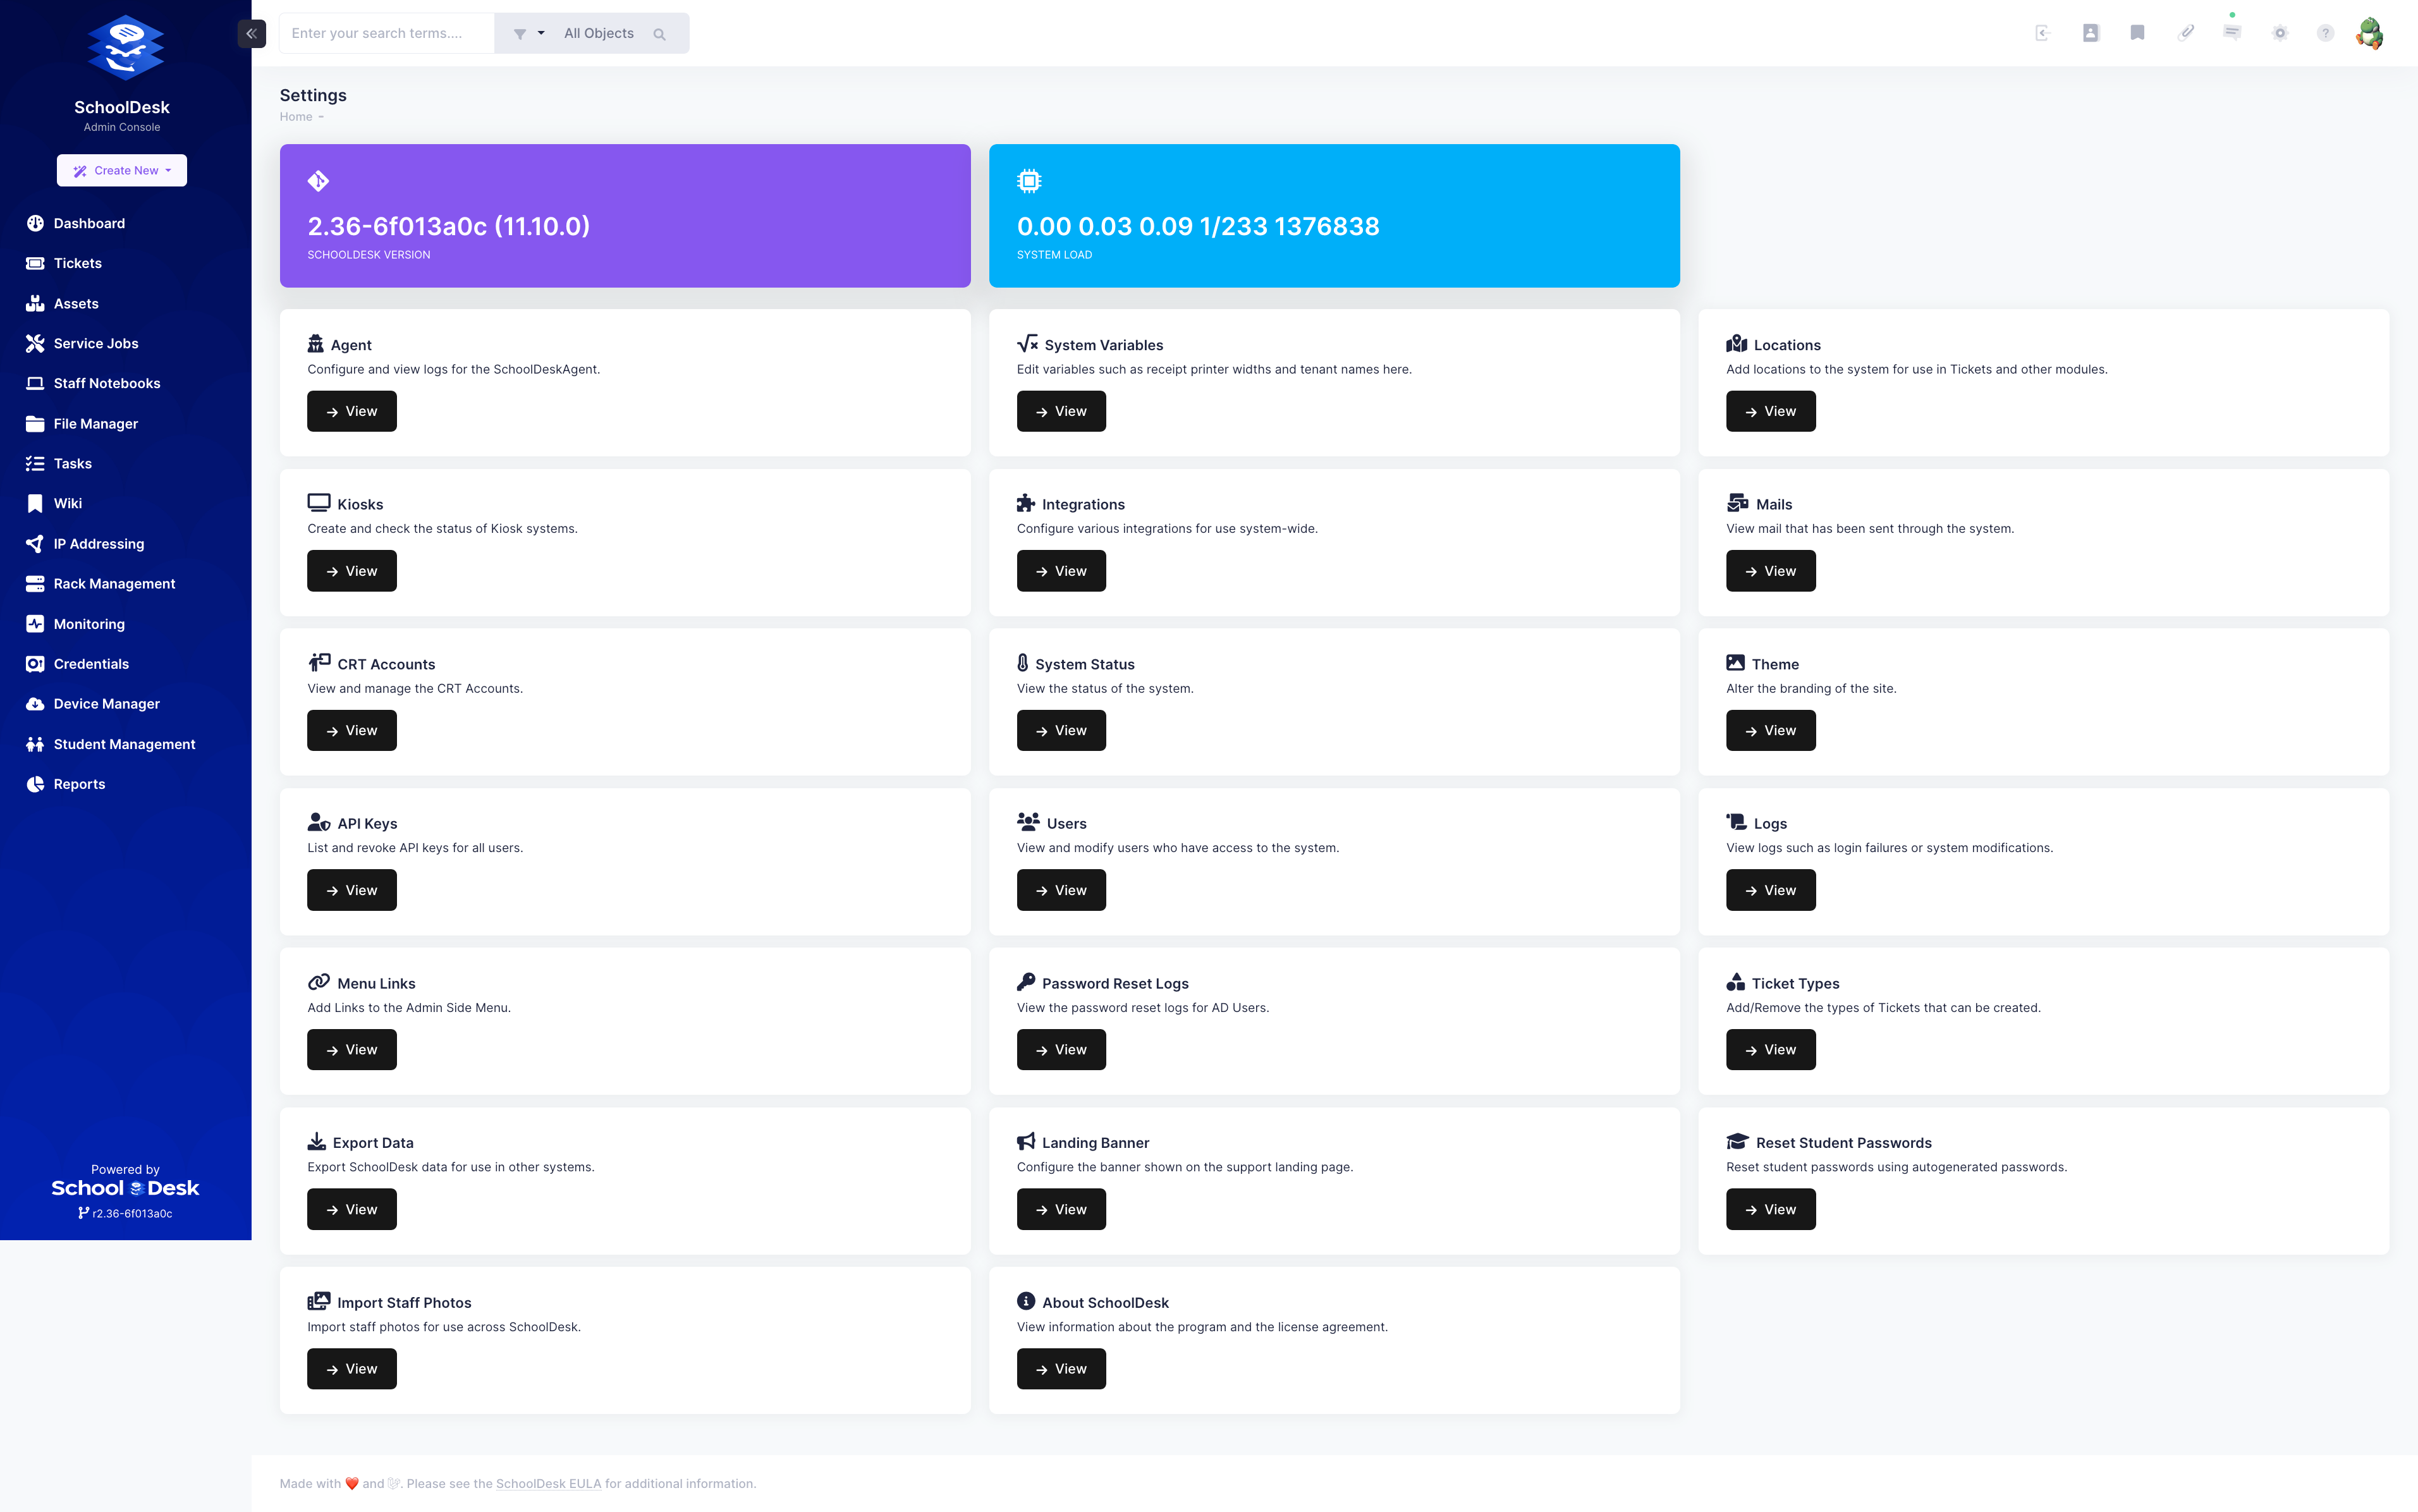 SchoolDesk
Admin Console
Create New
Dashboard
Tickets
Assets
Service Jobs
Staff Notebooks
File Manager
Tasks
Wiki
IP Addressing
Rack Management
Monitoring
Credentials
Device Manager
Student Management
Reports
Powered by
School Desk
r2.36-6f013a0c
Enter your search terms....
All Objects
Settings
Home -
2.36-6f013a0c (11.10.0)
SCHOOLDESK VERSION
0.00 0.03 0.09 1/233 1376838
SYSTEM LOAD
Agent
Configure and view logs for the SchoolDeskAgent.
View
System Variables
Edit variables such as receipt printer widths and tenant names here.
View
Locations
Add locations to the system for use in Tickets and other modules.
View
Kiosks
Create and check the status of Kiosk systems.
View
Integrations
Configure various integrations for use system-wide.
View
Mails
View mail that has been sent through the system.
View
CRT Accounts
View and manage the CRT Accounts.
View
System Status
View the status of the system.
View
Theme
Alter the branding of the site.
View
API Keys
List and revoke API keys for all users.
View
Users
View and modify users who have access to the system.
View
Logs
View logs such as login failures or system modifications.
View
Menu Links
Add Links to the Admin Side Menu.
View
Password Reset Logs
View the password reset logs for AD Users.
View
Ticket Types
Add/Remove the types of Tickets that can be created.
View
Export Data
Export SchoolDesk data for use in other systems.
View
Landing Banner
Configure the banner shown on the support landing page.
View
Reset Student Passwords
Reset student passwords using autogenerated passwords.
View
Import Staff Photos
Import staff photos for use across SchoolDesk.
View
About SchoolDesk
View information about the program and the license agreement.
View
Made with ❤️ and . Please see the SchoolDesk EULA for additional information.